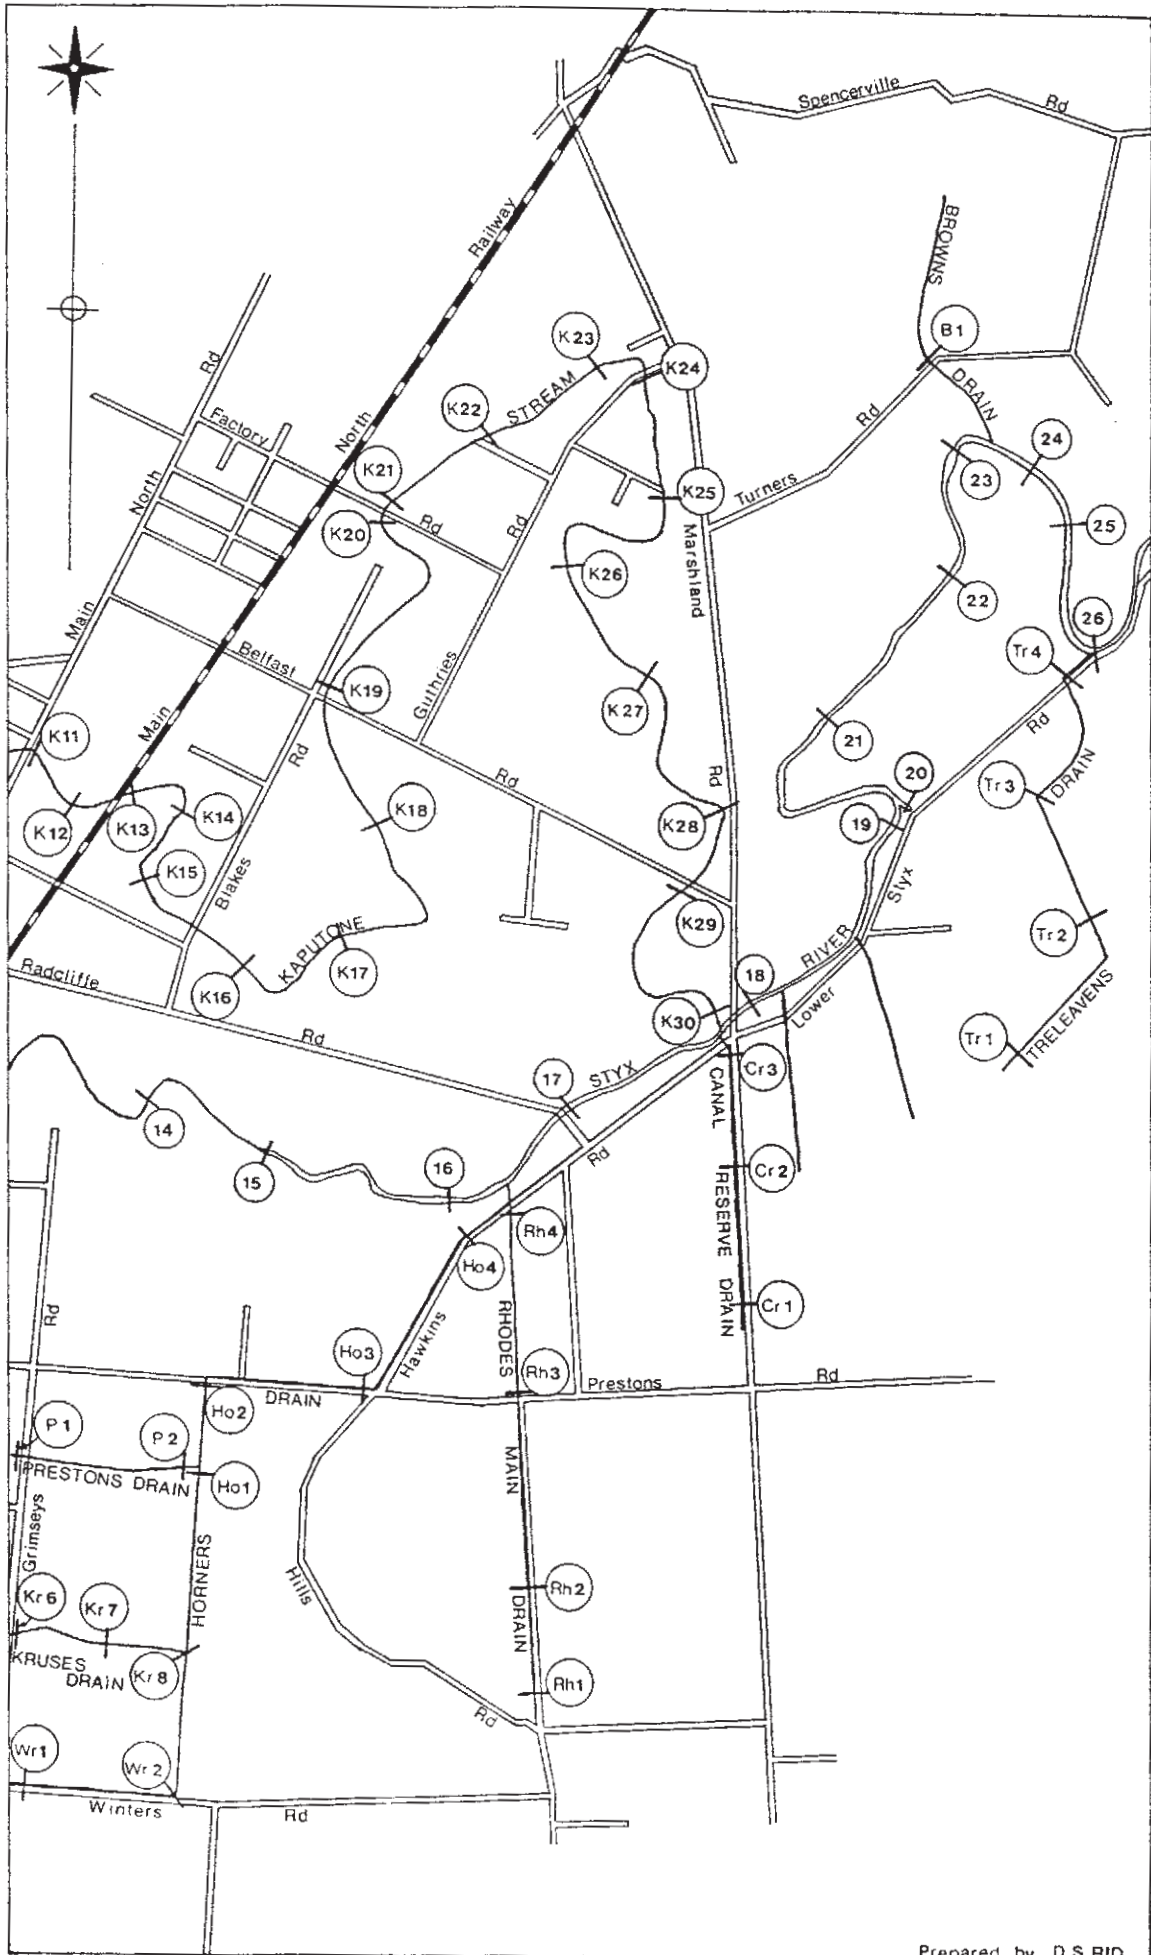 Spencerville Rd
BROWNS
Railway
B1
K23
K24
DRAIN
Rd
STREAM
K22
Rd
24
Factory
North
K21
23
K25
Turners
North
K20
Rd
Rd
25
Marshland
K26
22
Main
26
Belfast
Tr4
K19
K27
Guthries
K11
Main
21
Rd
Rd
Rd
Rd
20
Tr3
DRAIN
K12
K13
K14
K18
K28
19
K15
Blakes
Styx
K29
Tr2
KAPUTONE
RIVER
K17
18
Radcliffe
K16
Lower
K30
Tr1
TRELEAVENS
Rd
STYX
17
Cr3
CANAL
14
Rd
16
Cr2
15
RESERVE
Rh4
Ho4
DRAIN
Cr1
Rd
RHODES
Hawkins
Ho3
Rh3
Prestons
Rd
DRAIN
Ho2
P1
P2
MAIN
PRESTONS DRAIN
Ho1
Grimseys
HORNERS
Hills
Kr6
Kr7
Rh2
DRAIN
KRUSES
DRAIN
Kr8
Rh1
Rd
Wr1
Wr2
Winters
Rd
Prepared by D.S.RID